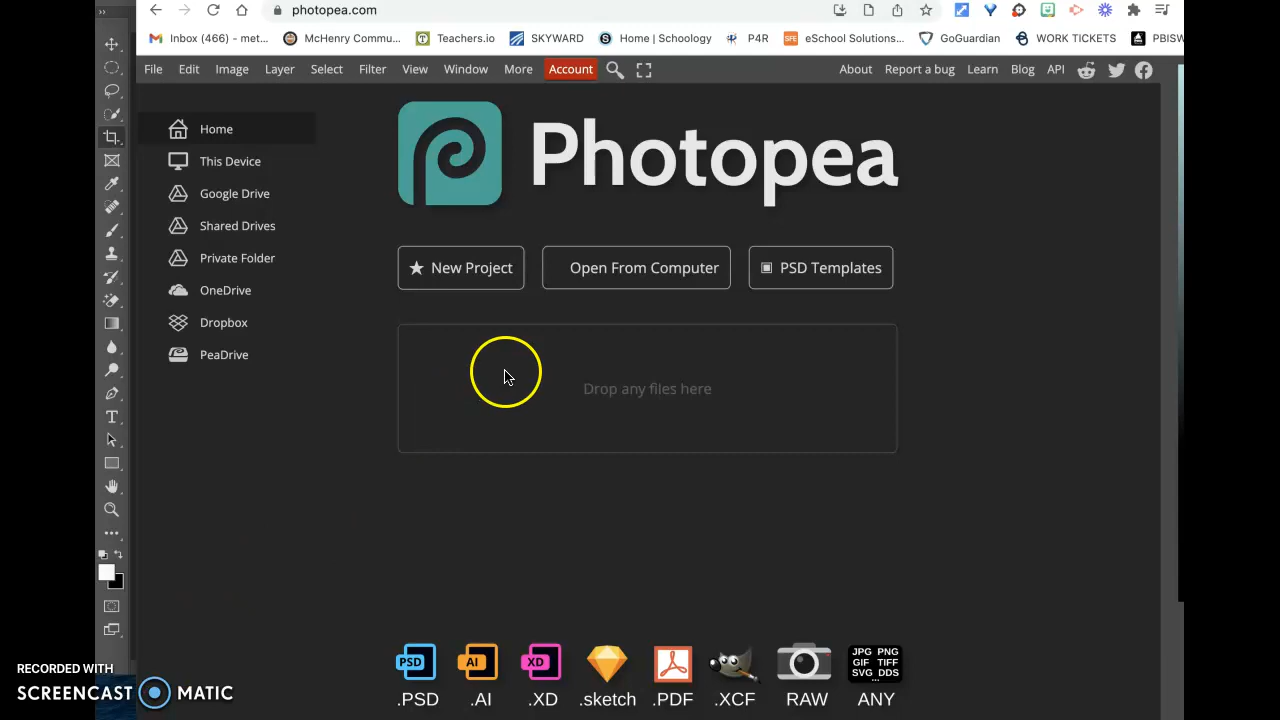 photopea.com
Inbox (466) - met...
McHenry Commu...
Teachers.io
SKYWARD
Home | Schoology
P4R
eSchool Solutions...
GoGuardian
WORK TICKETS
PBISW
File Edit Image Layer Select Filter View Window More Account
About Report a bug Learn Blog API
Home
This Device
Google Drive
Shared Drives
Private Folder
OneDrive
Dropbox
PeaDrive
Photopea
New Project
Open From Computer
PSD Templates
Drop any files here
PSD
AI
XD
JPG PNG
GIF TIFF
SVG DDS
...
.PSD
.AI
.XD
.sketch
.PDF
.XCF
RAW
ANY
RECORDED WITH
SCREENCAST MATIC